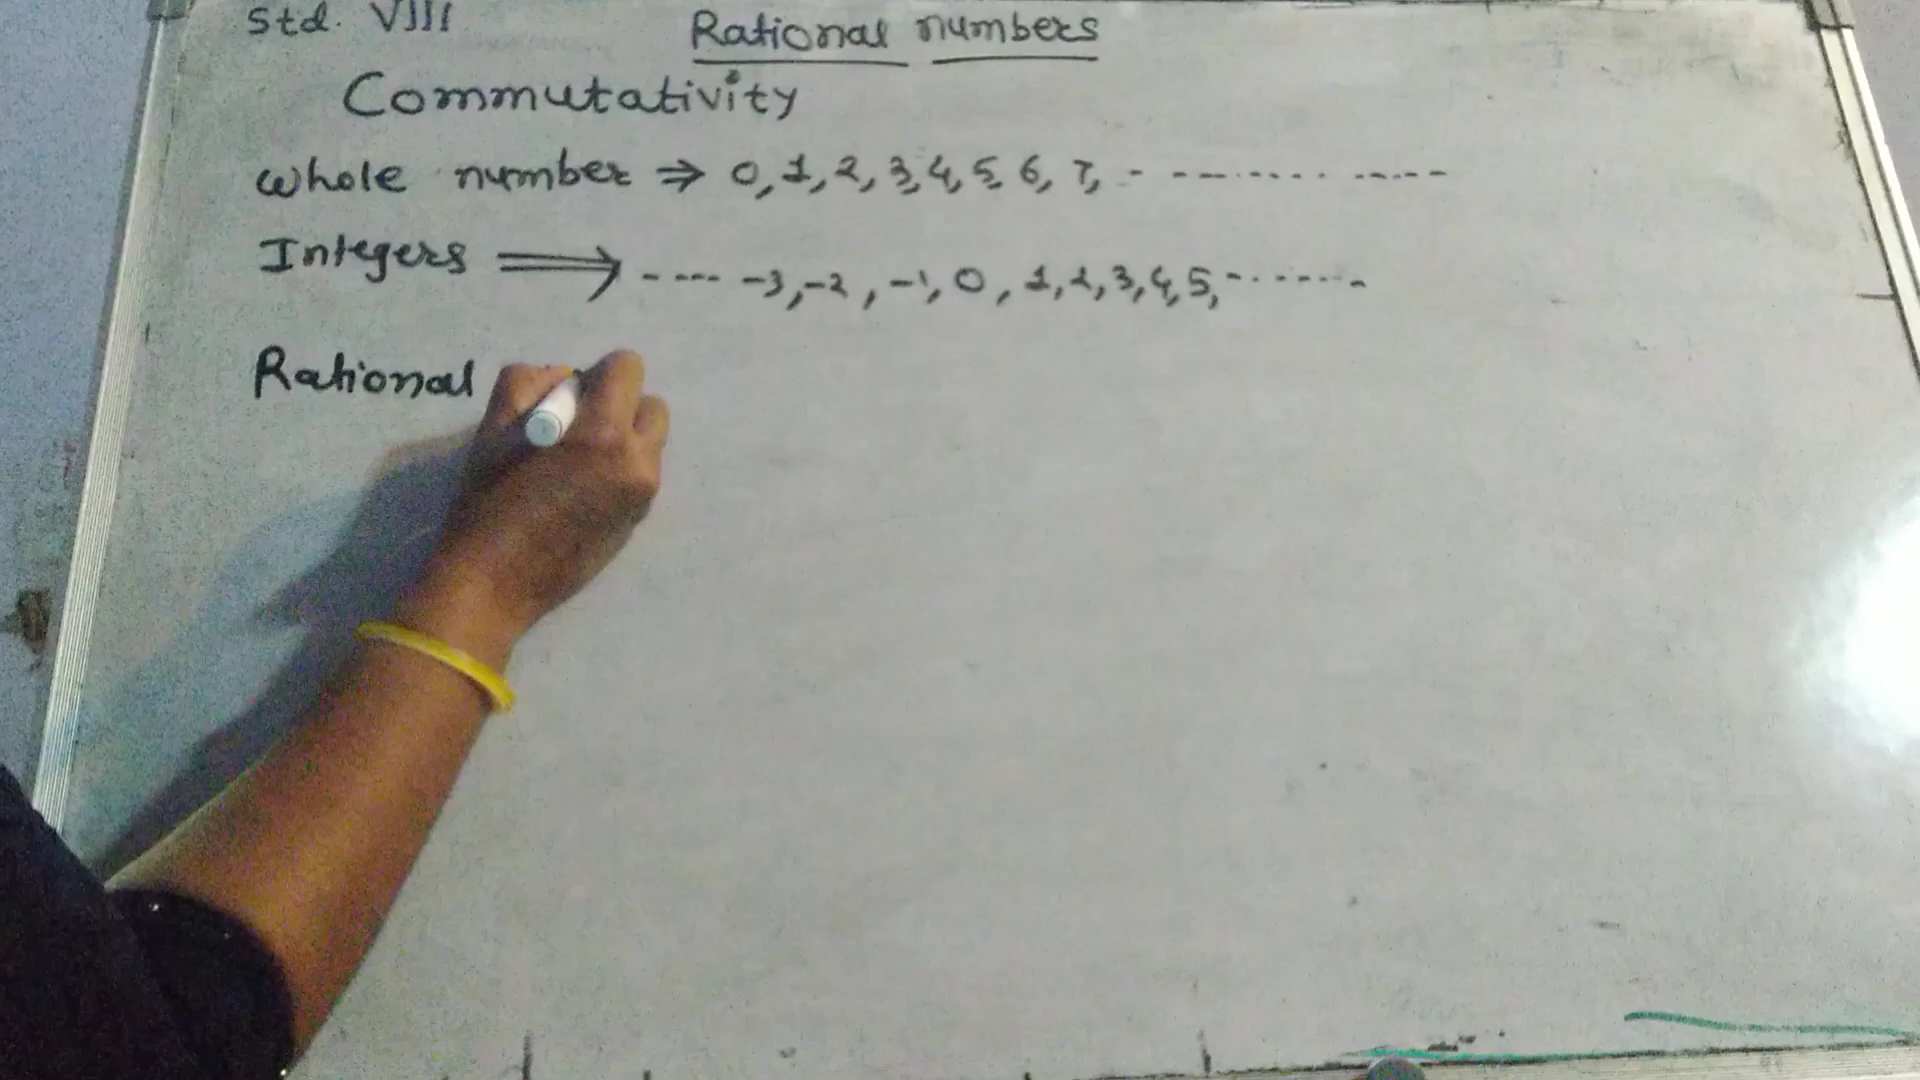 Std. VIII
Rational numbers
Commutativity
Whole number ⇒ 0, 1, 2, 3, 4, 5, 6, 7, - - - - - - - - - - - - -
Integers ⟹ - - - - -3, -2, -1, 0, 1, 2, 3, 4, 5, - - - - - - - -
Rational